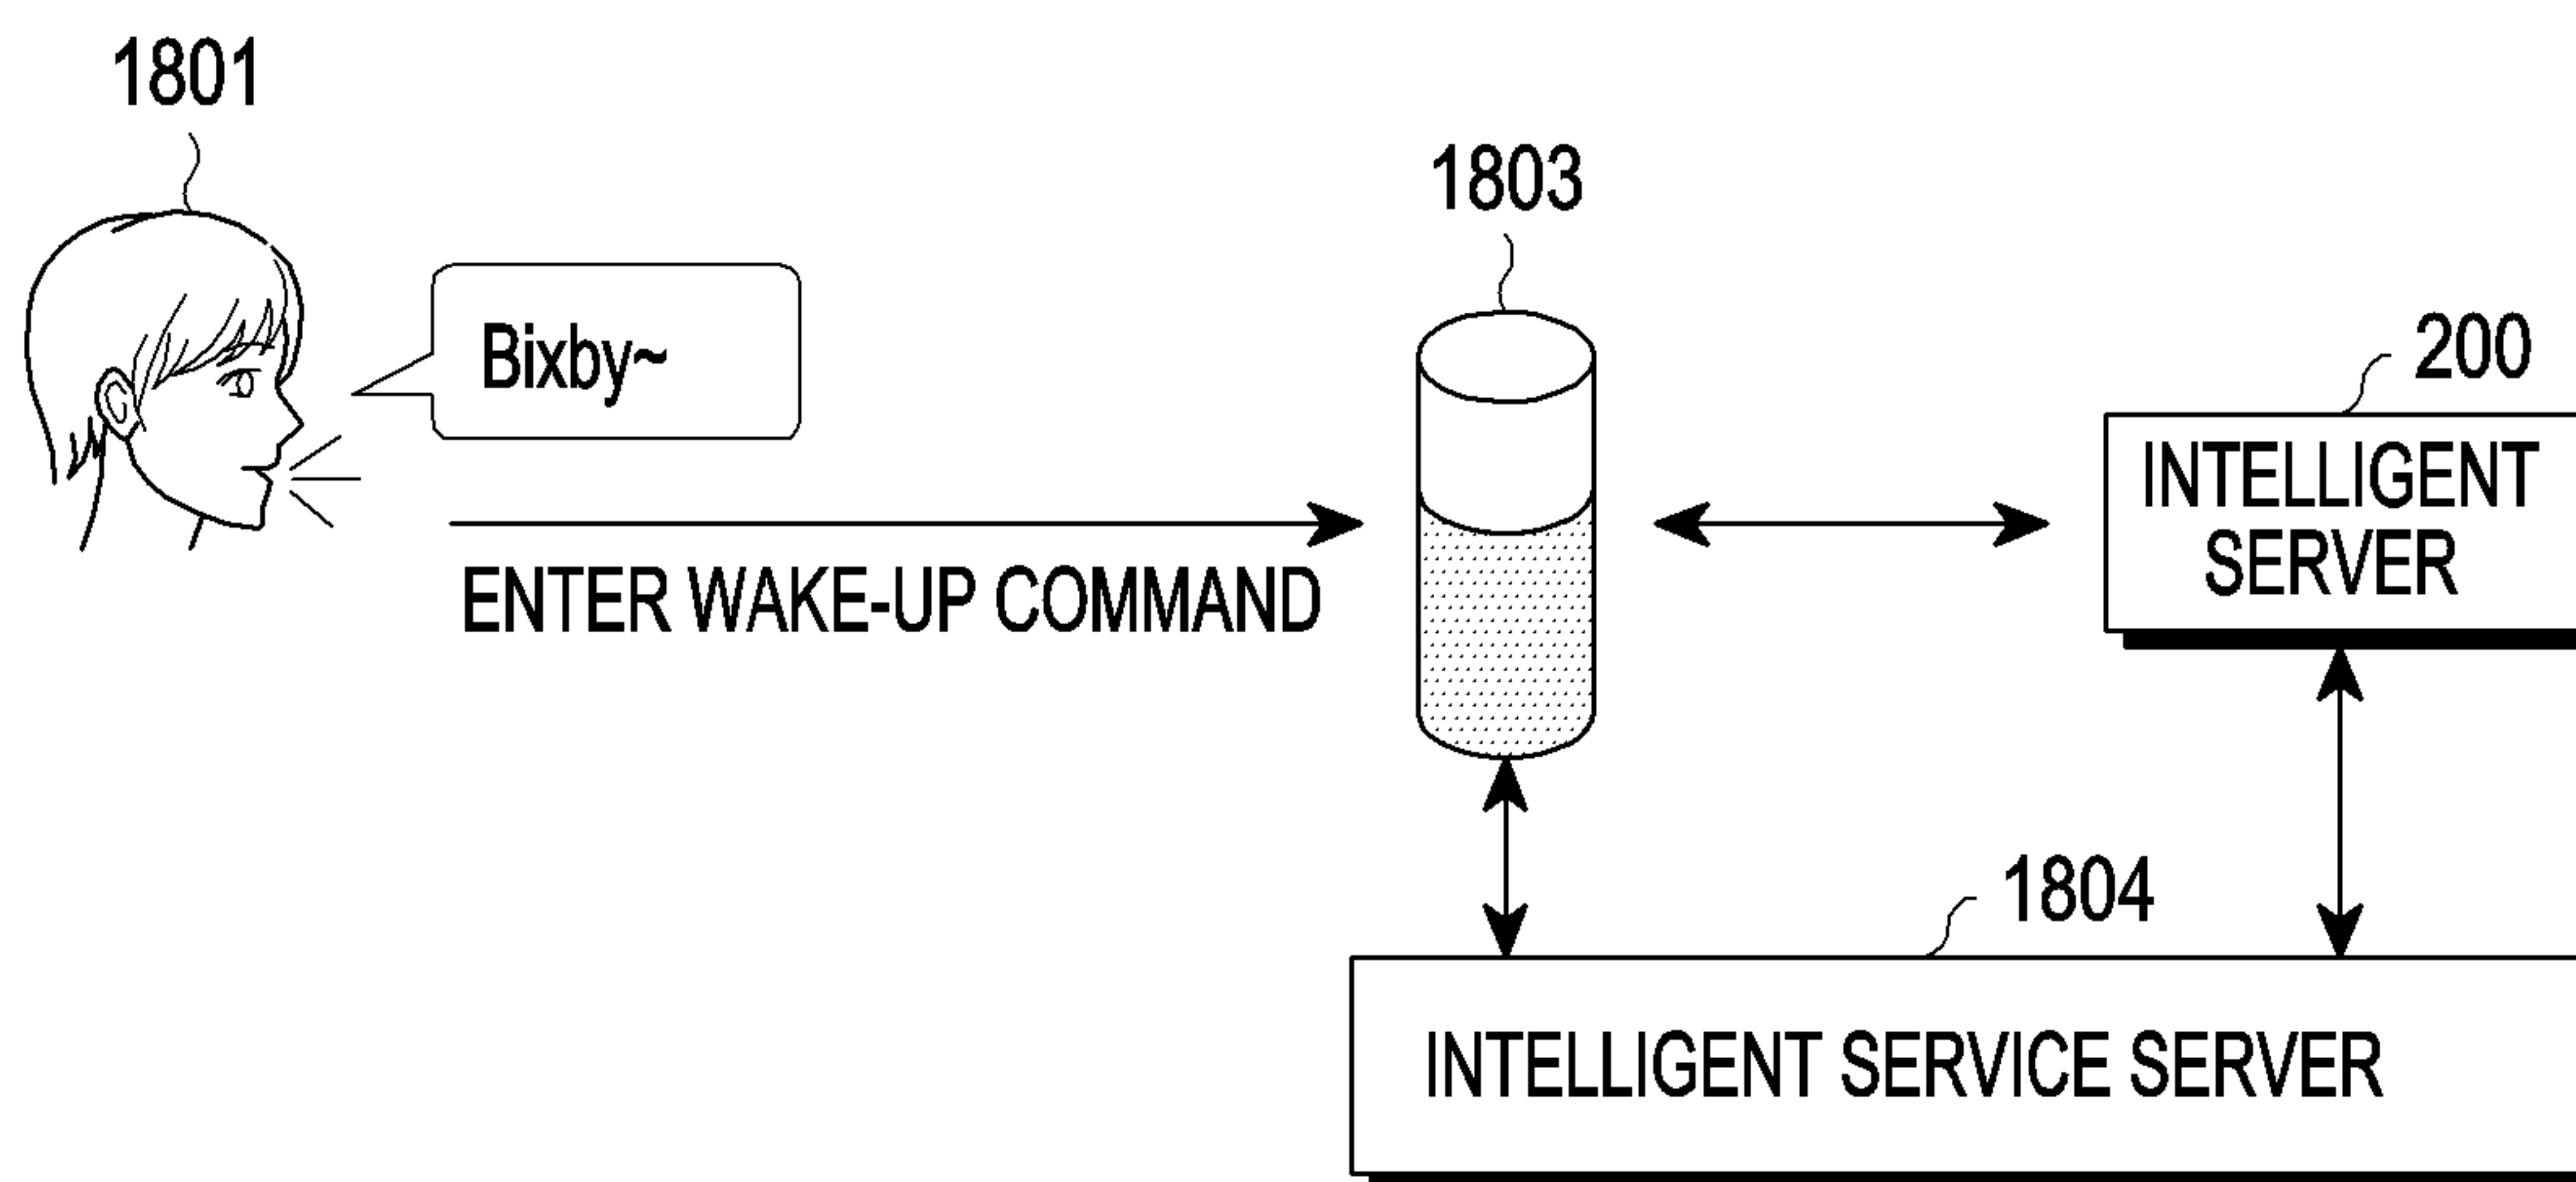 1801
1803
200
Bixby~
INTELLIGENT
SERVER
ENTER WAKE-UP COMMAND
1804
INTELLIGENT SERVICE SERVER